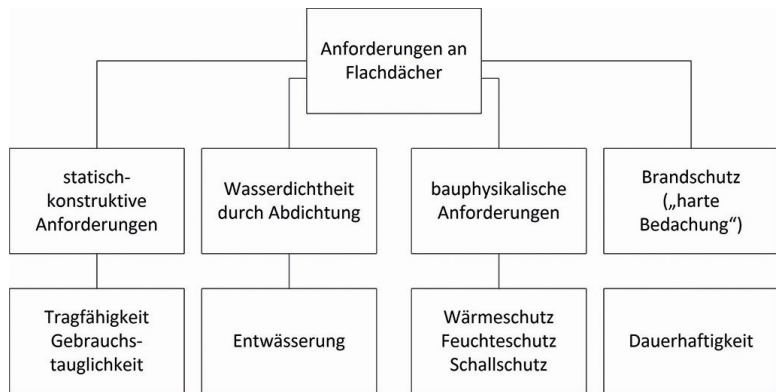 Anforderungen an
Flachdächer
statisch-
konstruktive
Anforderungen
Wasserdichtheit
durch Abdichtung
bauphysikalische
Anforderungen
Brandschutz
(„harte
Bedachung“)
Tragfähigkeit
Gebrauchs-
tauglichkeit
Entwässerung
Wärmeschutz
Feuchteschutz
Schallschutz
Dauerhaftigkeit